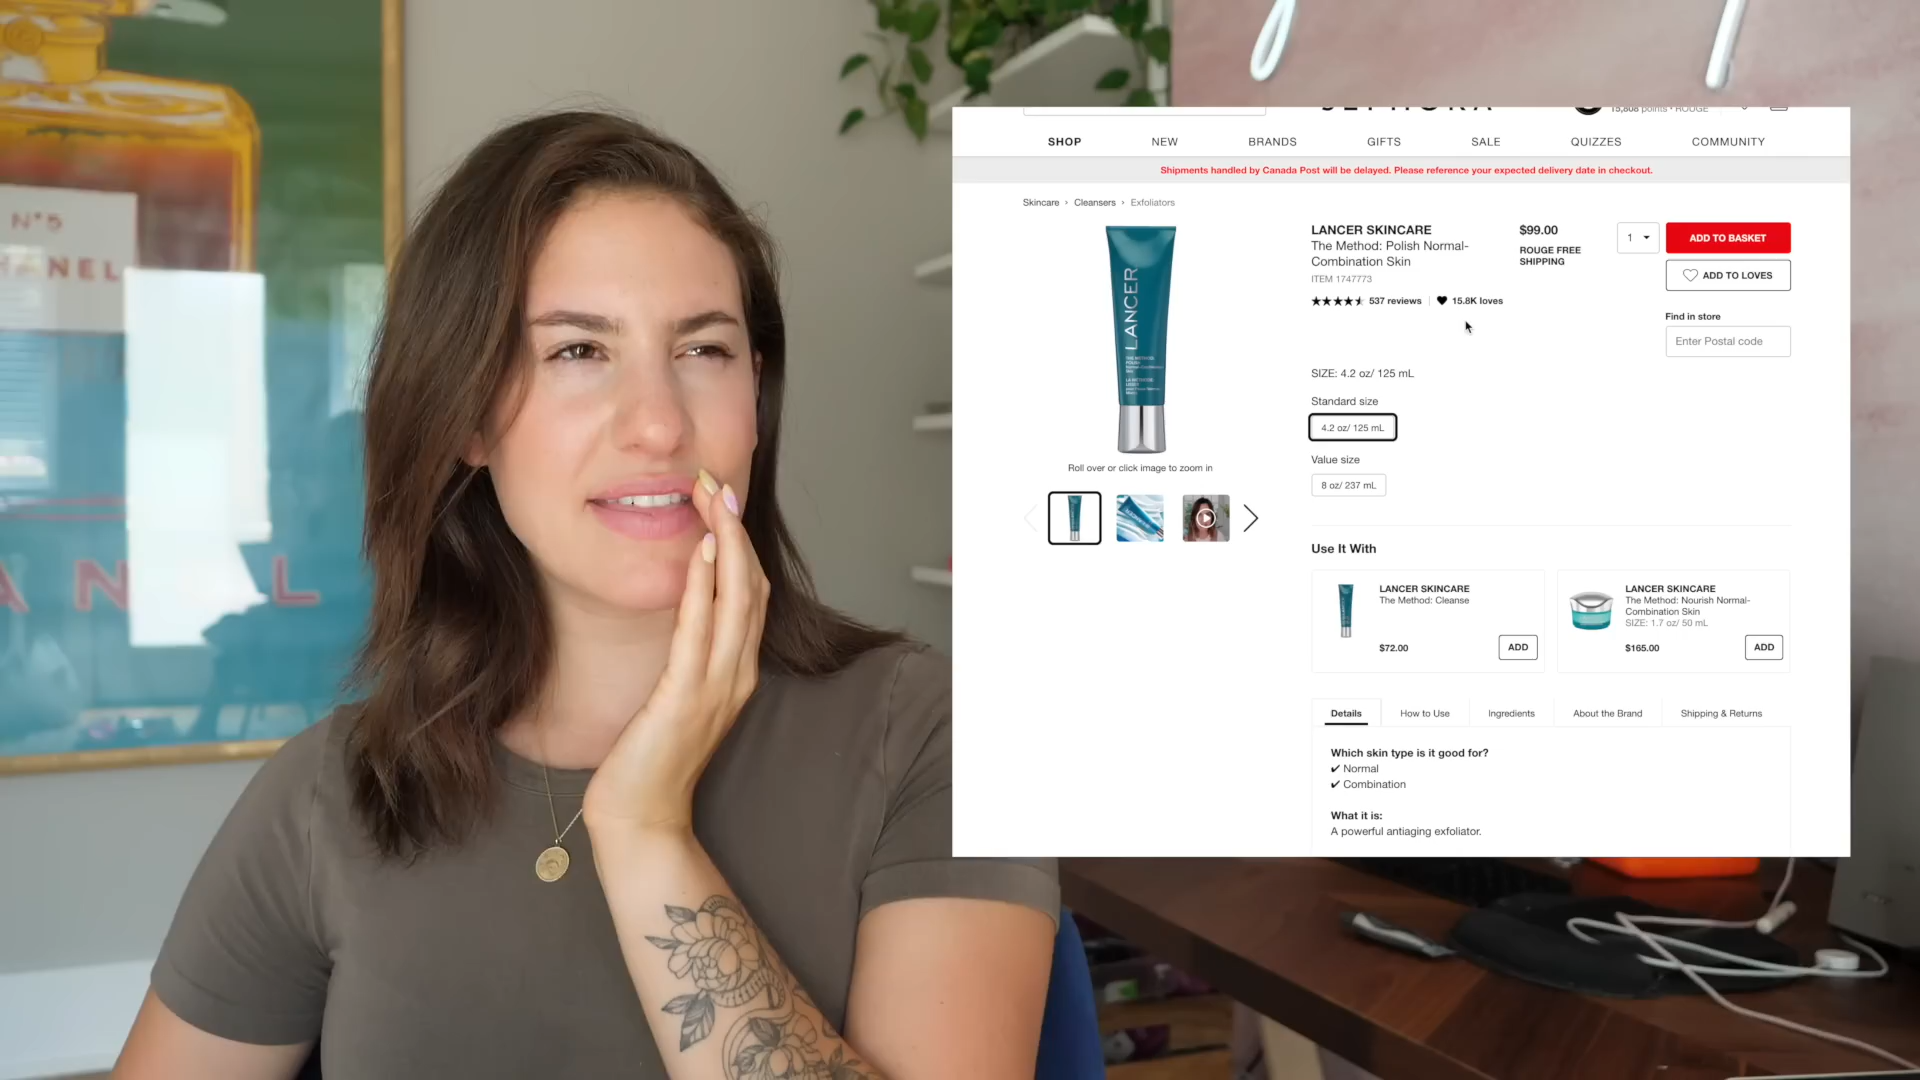 N°5
HANEL
A N L
SEPHORA
15,808 points • ROUGE
SHOP
NEW
BRANDS
GIFTS
SALE
QUIZZES
COMMUNITY
Shipments handled by Canada Post will be delayed. Please reference your expected delivery date in checkout.
Skincare › Cleansers › Exfoliators
LANCER
LANCER SKINCARE
The Method: Polish Normal-
Combination Skin
ITEM 1747773
537 reviews
15.8K loves
$99.00
ROUGE FREE
SHIPPING
1
ADD TO BASKET
ADD TO LOVES
Find in store
Enter Postal code
SIZE: 4.2 oz/ 125 mL
Standard size
4.2 oz/ 125 mL
Value size
8 oz/ 237 mL
Roll over or click image to zoom in
Use It With
LANCER SKINCARE
The Method: Cleanse
$72.00
ADD
LANCER SKINCARE
The Method: Nourish Normal-
Combination Skin
SIZE: 1.7 oz/ 50 mL
$165.00
ADD
Details
How to Use
Ingredients
About the Brand
Shipping & Returns
Which skin type is it good for?
✔ Normal
✔ Combination
What it is:
A powerful antiaging exfoliator.